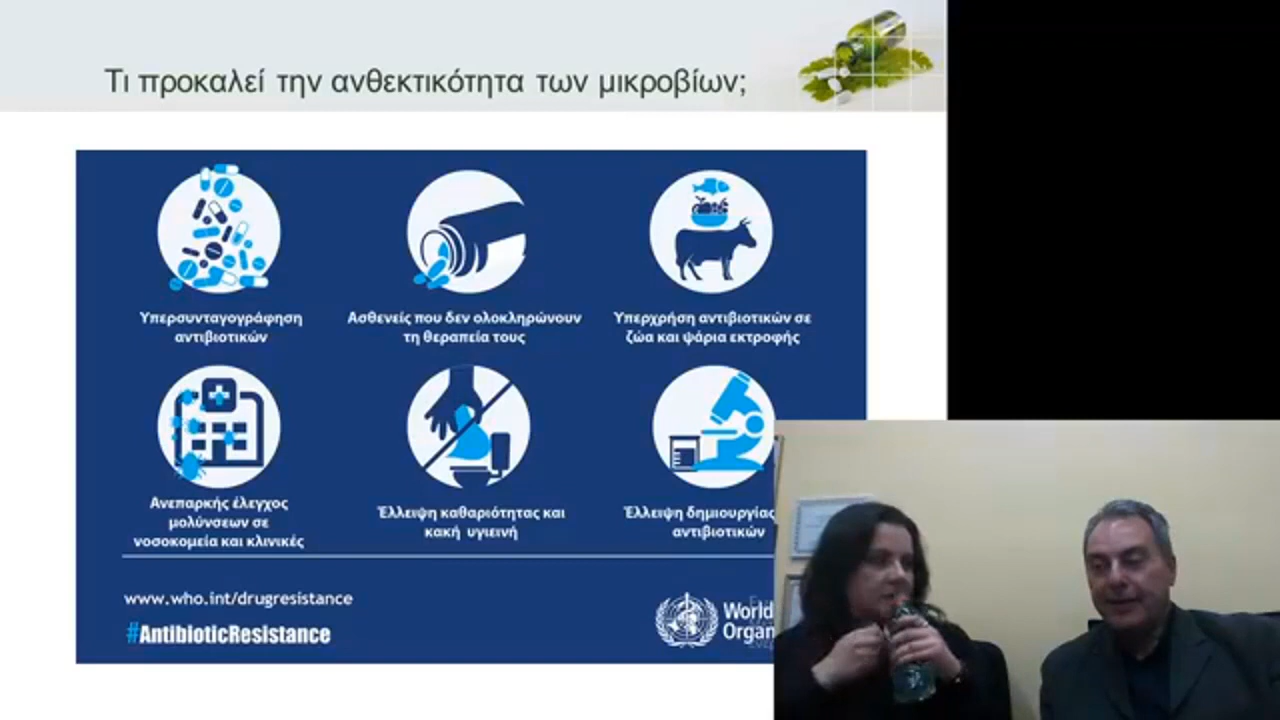 Τι προκαλεί την ανθεκτικότητα των μικροβίων;
Υπερσυνταγογράφηση
αντιβιοτικών
Ασθενείς που δεν ολοκληρώνουν
τη θεραπεία τους
Υπερχρήση αντιβιοτικών σε
ζώα και ψάρια εκτροφής
Ανεπαρκής έλεγχος
μολύνσεων σε
νοσοκομεία και κλινικές
Έλλειψη καθαριότητας και
κακή υγιεινή
Έλλειψη δημιουργίας
αντιβιοτικών
www.who.int/drugresistance
#AntibioticResistance
World
Organ